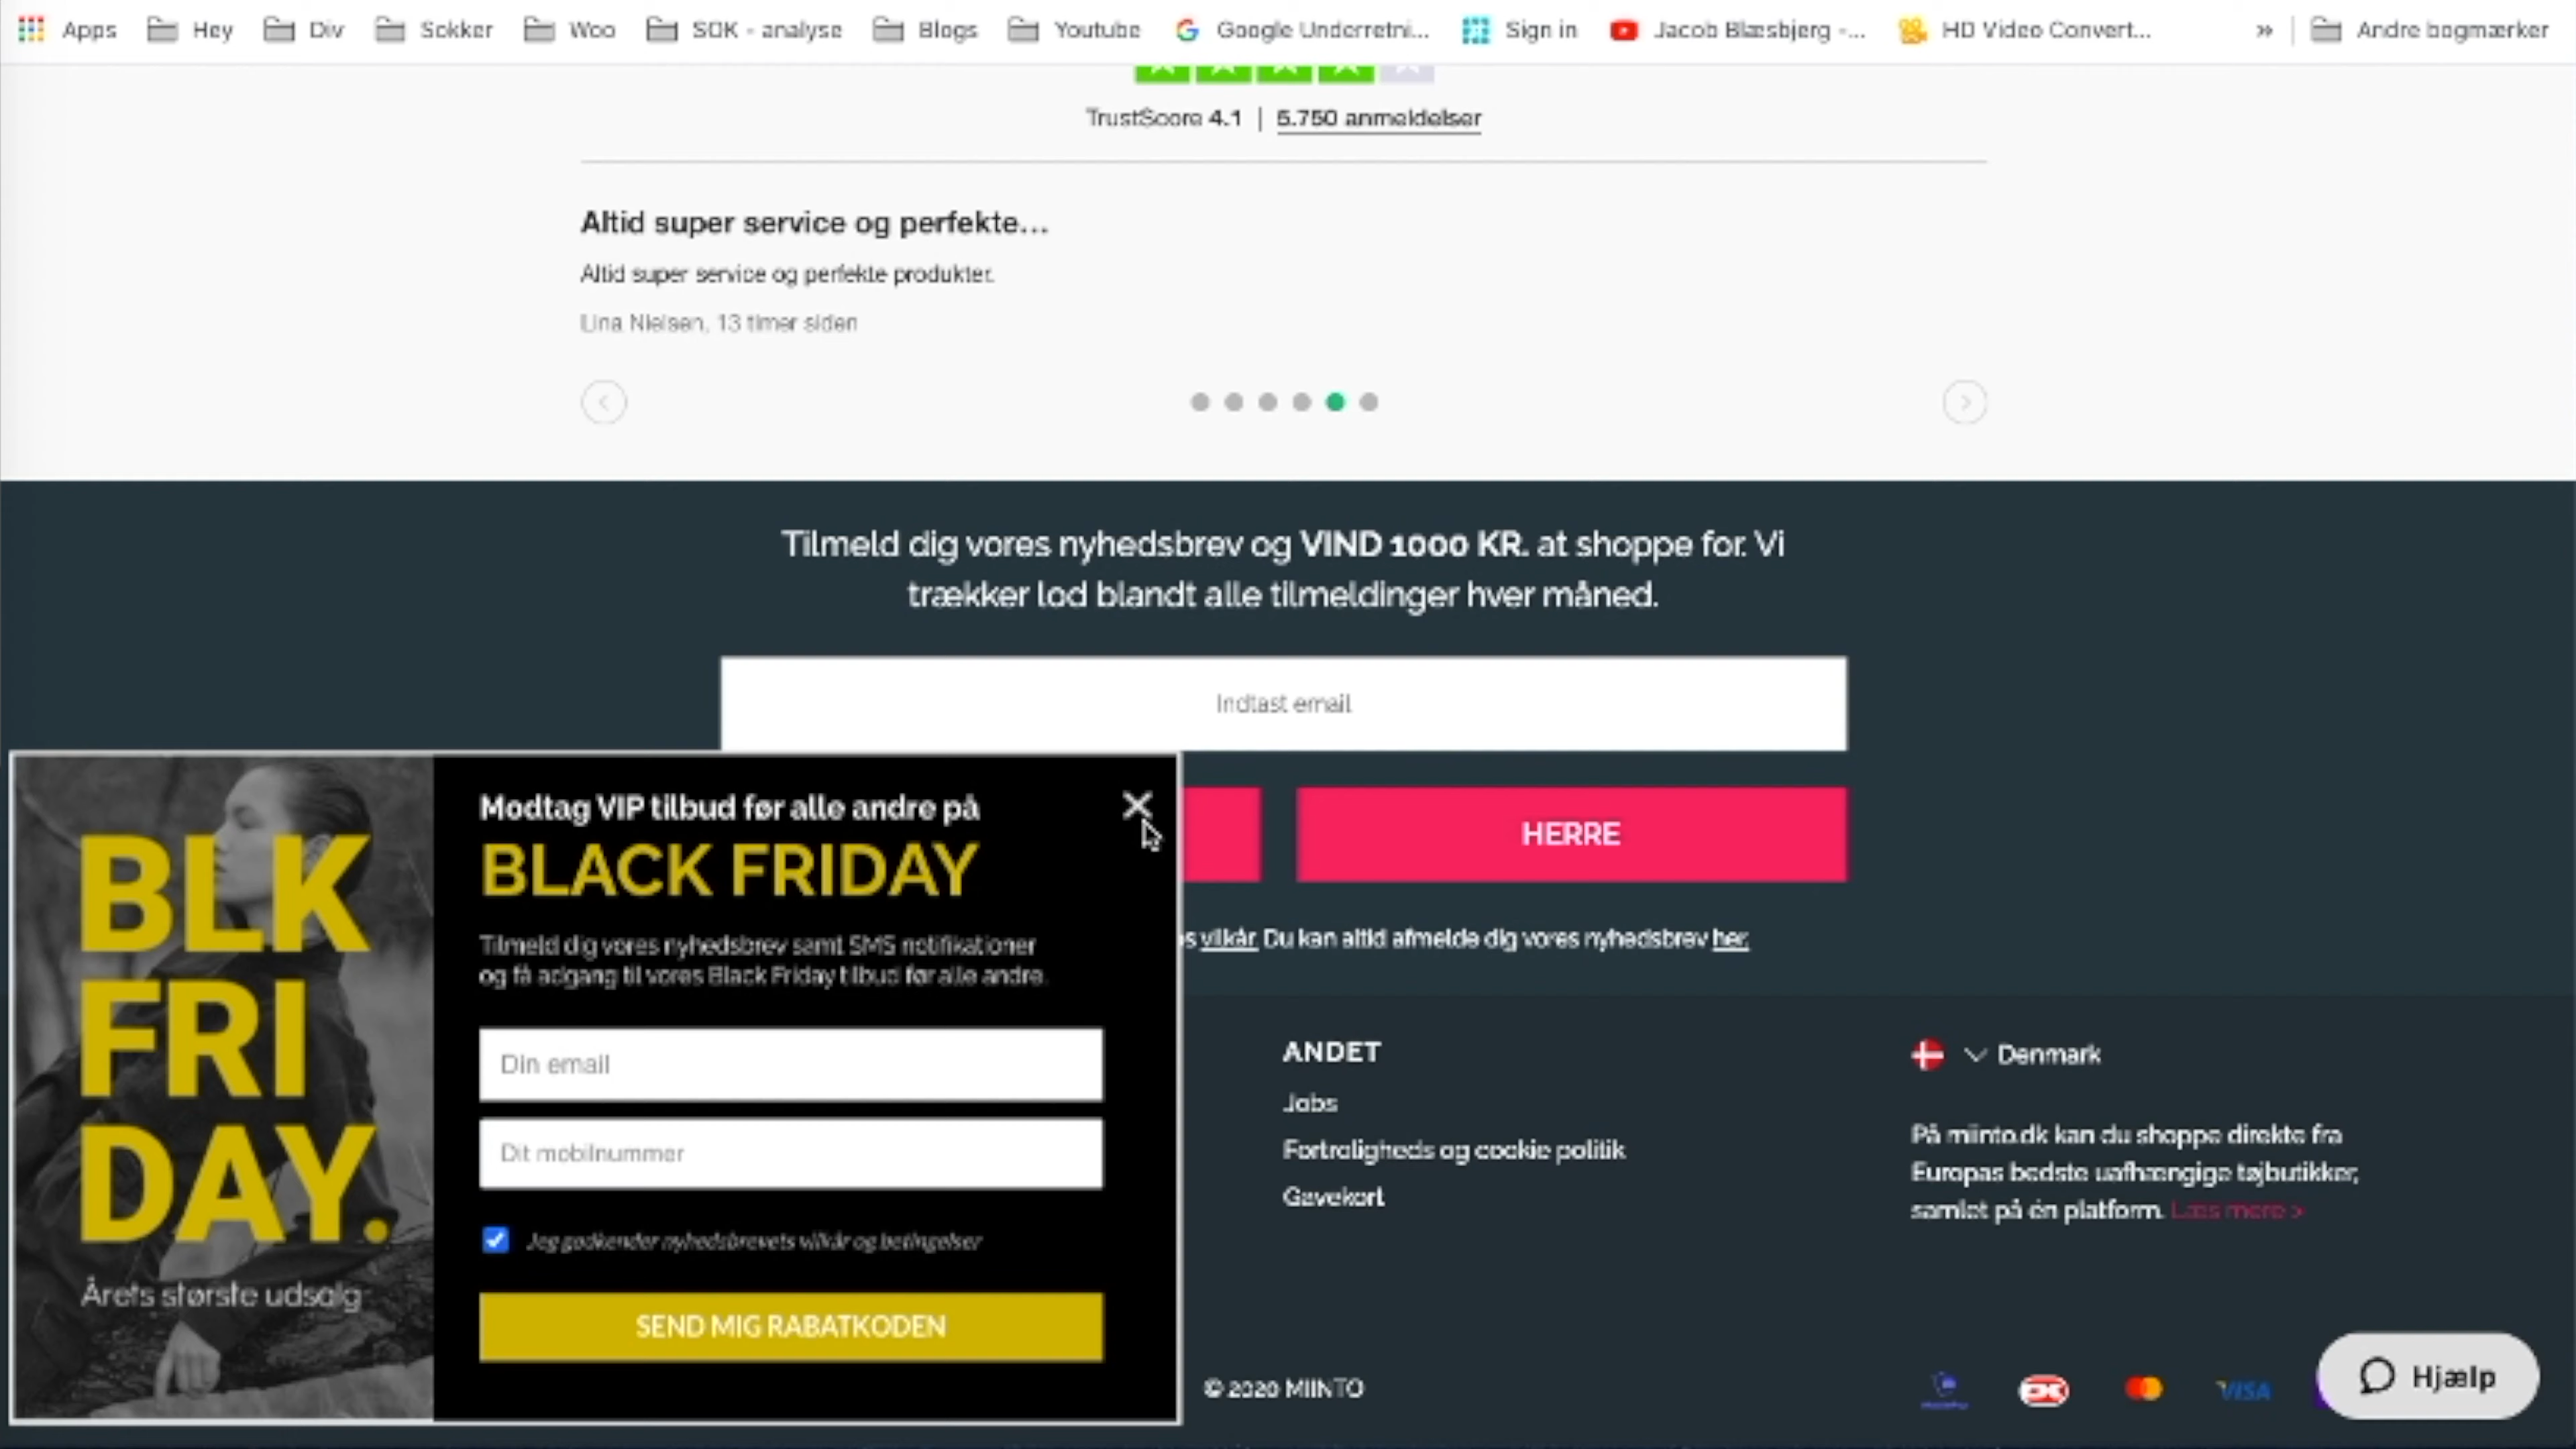 Apps Hey Div Sokker Woo SOK - analyse Blogs Youtube Google Underretni... Sign in Jacob Blæsbjerg -... HD Video Convert... » Andre bogmærker
TrustScore 4.1 | 5.750 anmeldelser
Altid super service og perfekte...
Altid super service og perfekte produkter.
Lina Nielsen, 13 timer siden
Tilmeld dig vores nyhedsbrev og VIND 1000 KR. at shoppe for. Vi
trækker lod blandt alle tilmeldinger hver måned.
Indtast email
HERRE
vilkår. Du kan altid afmelde dig vores nyhedsbrev her.
BLK
FRI
DAY.
Årets største udsalg
Modtag VIP tilbud før alle andre på
BLACK FRIDAY
Tilmeld dig vores nyhedsbrev samt SMS notifikationer
og få adgang til vores Black Friday tilbud før alle andre.
Din email
Dit mobilnummer
Jeg godkender nyhedsbrevets vilkår og betingelser
SEND MIG RABATKODEN
ANDET
Jobs
Fortroligheds og cookie politik
Gavekort
Denmark
På miinto.dk kan du shoppe direkte fra
Europas bedste uafhængige tøjbutikker,
samlet på én platform. Læs mere >
© 2020 MIINTO
VISA
Hjælp